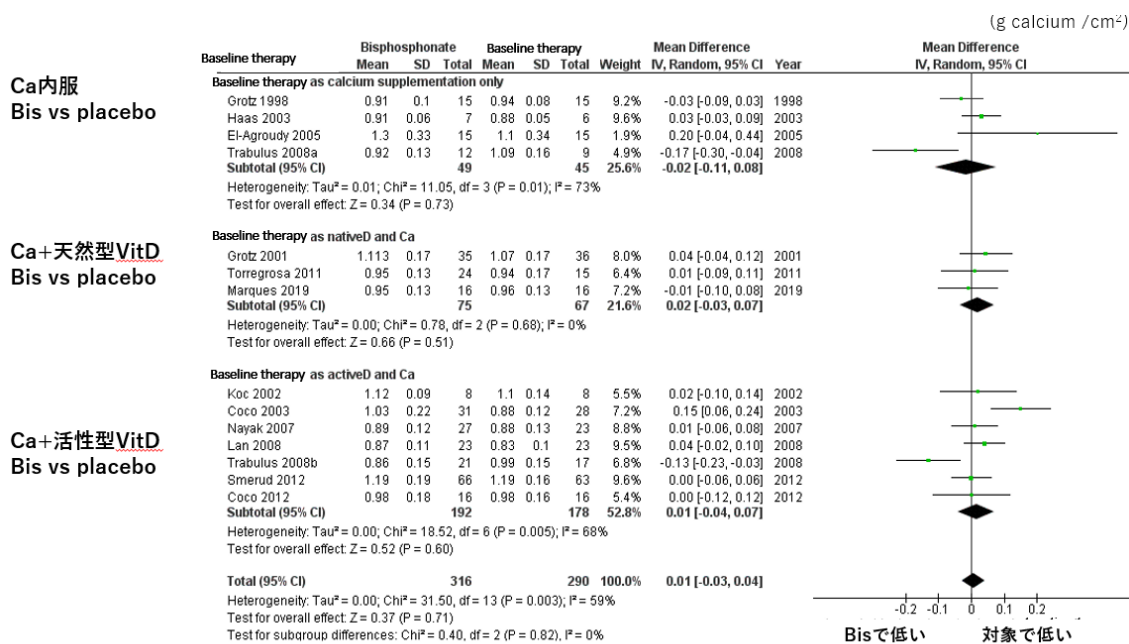 (g calcium /cm²)
Bisphosphonate Baseline therapy Mean Difference Mean Difference
Baseline therapy Mean SD Total Mean SD Total Weight IV, Random, 95% CI Year IV, Random, 95% CI
Ca内服
Bis vs placebo
Baseline therapy as calcium supplementation only
Grotz 1998 0.91 0.1 15 0.94 0.08 15 9.2% -0.03 [-0.09, 0.03] 1998
Haas 2003 0.91 0.06 7 0.88 0.05 6 9.6% 0.03 [-0.03, 0.09] 2003
El-Agroudy 2005 1.3 0.33 15 1.1 0.34 15 1.9% 0.20 [-0.04, 0.44] 2005
Trabulus 2008a 0.92 0.13 12 1.09 0.16 9 4.9% -0.17 [-0.30, -0.04] 2008
Subtotal (95% CI) 49 45 25.6% -0.02 [-0.11, 0.08]
Heterogeneity: Tau² = 0.01; Chi² = 11.05, df = 3 (P = 0.01); I² = 73%
Test for overall effect: Z = 0.34 (P = 0.73)
Ca+天然型VitD
Bis vs placebo
Baseline therapy as nativeD and Ca
Grotz 2001 1.113 0.17 35 1.07 0.17 36 8.0% 0.04 [-0.04, 0.12] 2001
Torregrosa 2011 0.95 0.13 24 0.94 0.17 15 6.4% 0.01 [-0.09, 0.11] 2011
Marques 2019 0.95 0.13 16 0.96 0.13 16 7.2% -0.01 [-0.10, 0.08] 2019
Subtotal (95% CI) 75 67 21.6% 0.02 [-0.03, 0.07]
Heterogeneity: Tau² = 0.00; Chi² = 0.78, df = 2 (P = 0.68); I² = 0%
Test for overall effect: Z = 0.66 (P = 0.51)
Ca+活性型VitD
Bis vs placebo
Baseline therapy as activeD and Ca
Koc 2002 1.12 0.09 8 1.1 0.14 8 5.5% 0.02 [-0.10, 0.14] 2002
Coco 2003 1.03 0.22 31 0.88 0.12 28 7.2% 0.15 [0.06, 0.24] 2003
Nayak 2007 0.89 0.12 27 0.88 0.13 23 9.0% 0.01 [-0.06, 0.08] 2007
Lan 2008 0.87 0.11 23 0.83 0.1 23 9.4% 0.04 [-0.02, 0.10] 2008
Trabulus 2008b 0.86 0.15 21 0.99 0.15 17 6.8% -0.13 [-0.23, -0.03] 2008
Smerud 2012 1.19 0.19 66 1.19 0.16 63 9.6% 0.00 [-0.06, 0.06] 2012
Coco 2012 0.98 0.18 16 0.98 0.16 16 5.4% 0.00 [-0.12, 0.12] 2012
Subtotal (95% CI) 192 178 52.8% 0.01 [-0.04, 0.07]
Heterogeneity: Tau² = 0.00; Chi² = 18.52, df = 6 (P = 0.005); I² = 68%
Test for overall effect: Z = 0.52 (P = 0.60)
Total (95% CI) 316 290 100.0% 0.01 [-0.03, 0.04]
Heterogeneity: Tau² = 0.00; Chi² = 31.50, df = 13 (P = 0.003); I² = 59%
Test for overall effect: Z = 0.37 (P = 0.71)
Test for subgroup differences: Chi² = 0.40, df = 2 (P = 0.82), I² = 0%
-0.2 -0.1 0 0.1 0.2
Bisで低い 対象で低い